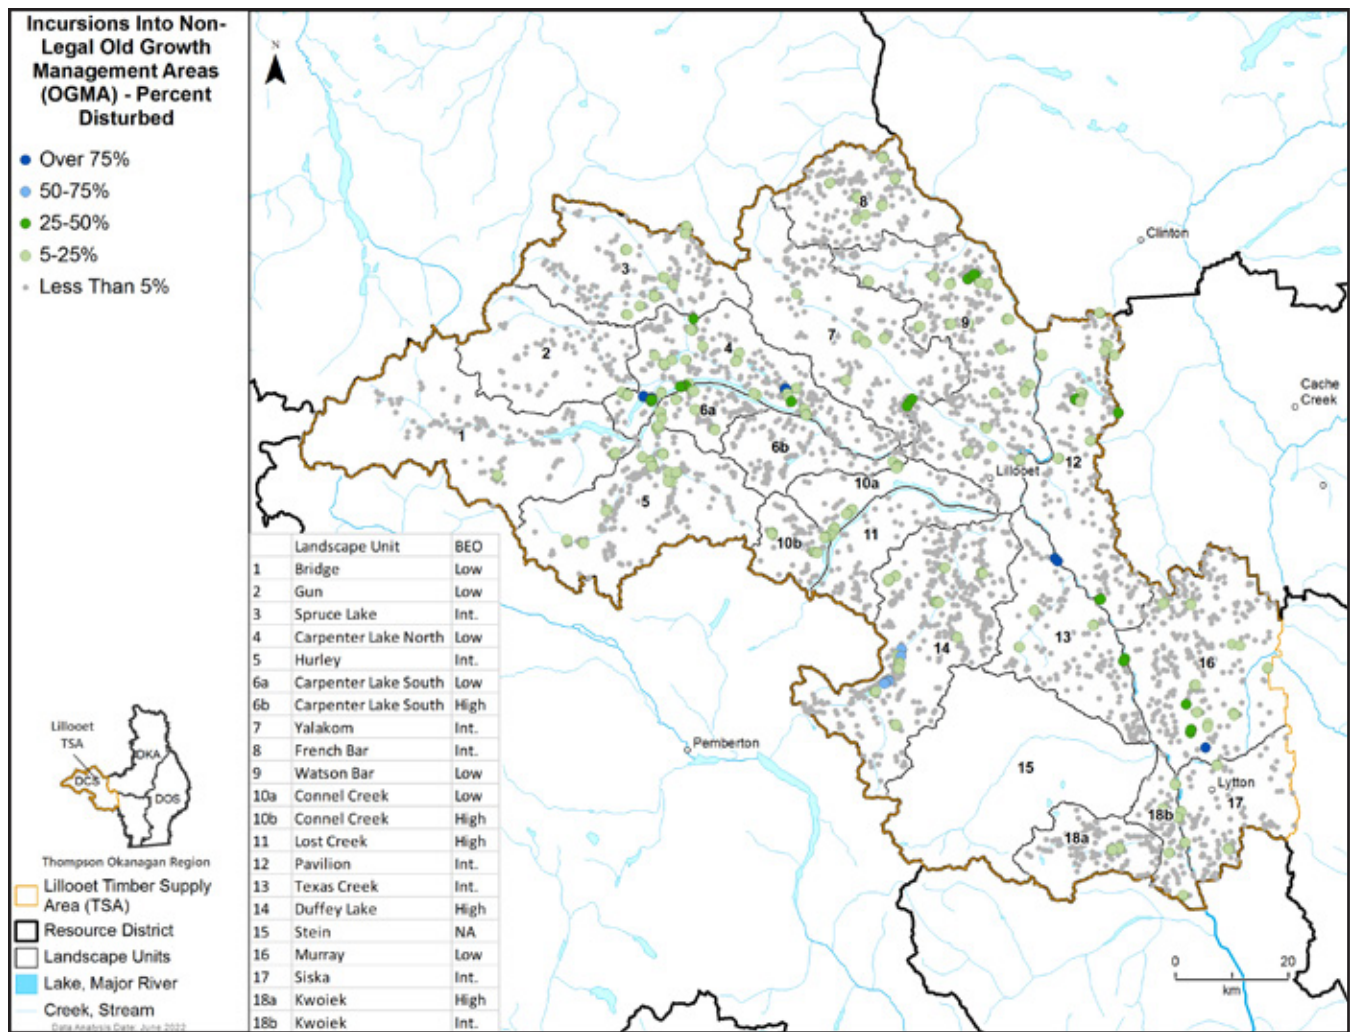 Incursions Into Non-
Legal Old Growth
Management Areas
(OGMA) - Percent
Disturbed
Over 75%
50-75%
25-50%
5-25%
Less Than 5%
N
8
Clinton
3
9
7
4
2
Cache
Creek
6a
1
6b
12
Lillooet
10a
5
11
10b
13
14
16
Pemberton
15
Lytton
17
18b
18a
0 20
km
Landscape Unit BEO
1 Bridge Low
2 Gun Low
3 Spruce Lake Int.
4 Carpenter Lake North Low
5 Hurley Int.
6a Carpenter Lake South Low
6b Carpenter Lake South High
7 Yalakom Int.
8 French Bar Int.
9 Watson Bar Low
10a Connel Creek Low
10b Connel Creek High
11 Lost Creek High
12 Pavilion Int.
13 Texas Creek Int.
14 Duffey Lake High
15 Stein NA
16 Murray Low
17 Siska Int.
18a Kwoiek High
18b Kwoiek Int.
Lillooet
TSA
DKA
DCS
DOS
Thompson Okanagan Region
Lillooet Timber Supply
Area (TSA)
Resource District
Landscape Units
Lake, Major River
Creek, Stream
Data Analysis Date: June 2022